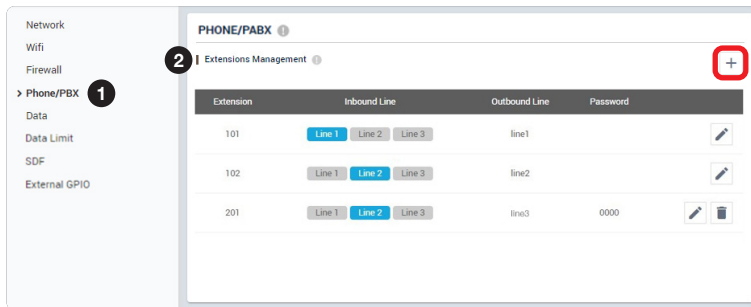 Network
Wifi
Firewall
> Phone/PBX 1
Data
Data Limit
SDF
External GPIO
PHONE/PABX !
2 Extensions Management !
+
Extension Inbound Line Outbound Line Password
101 Line 1 Line 2 Line 3 line1
102 Line 1 Line 2 Line 3 line2
201 Line 1 Line 2 Line 3 line3 0000